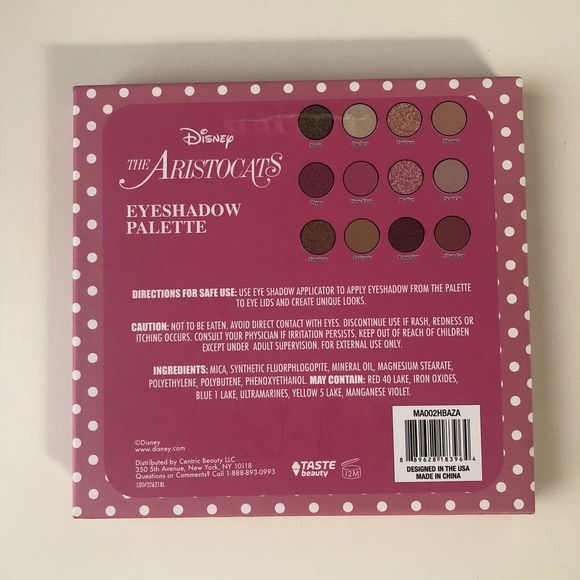 Disney
THE ARISTOCATS
EYESHADOW
PALETTE
DIRECTIONS FOR SAFE USE: USE EYE SHADOW APPLICATOR TO APPLY EYESHADOW FROM THE PALETTE
TO EYE LIDS AND CREATE UNIQUE LOOKS.
CAUTION: NOT TO BE EATEN. AVOID DIRECT CONTACT WITH EYES. DISCONTINUE USE IF RASH, REDNESS OR
ITCHING OCCURS. CONSULT YOUR PHYSICIAN IF IRRITATION PERSISTS. KEEP OUT OF REACH OF CHILDREN
EXCEPT UNDER ADULT SUPERVISION. FOR EXTERNAL USE ONLY.
INGREDIENTS: MICA, SYNTHETIC FLUORPHLOGOPITE, MINERAL OIL, MAGNESIUM STEARATE,
POLYETHYLENE, POLYBUTENE, PHENOXYETHANOL. MAY CONTAIN: RED 40 LAKE, IRON OXIDES,
BLUE 1 LAKE, ULTRAMARINES, YELLOW 5 LAKE, MANGANESE VIOLET.
©Disney
www.disney.com
Distributed by Centric Beauty LLC
350 5th Avenue, New York, NY 10118
Questions or Comments? Call 1-888-893-0993
TASTE
beauty
12M
MA002HBAZA
8 89628 18396 4
DESIGNED IN THE USA
MADE IN CHINA